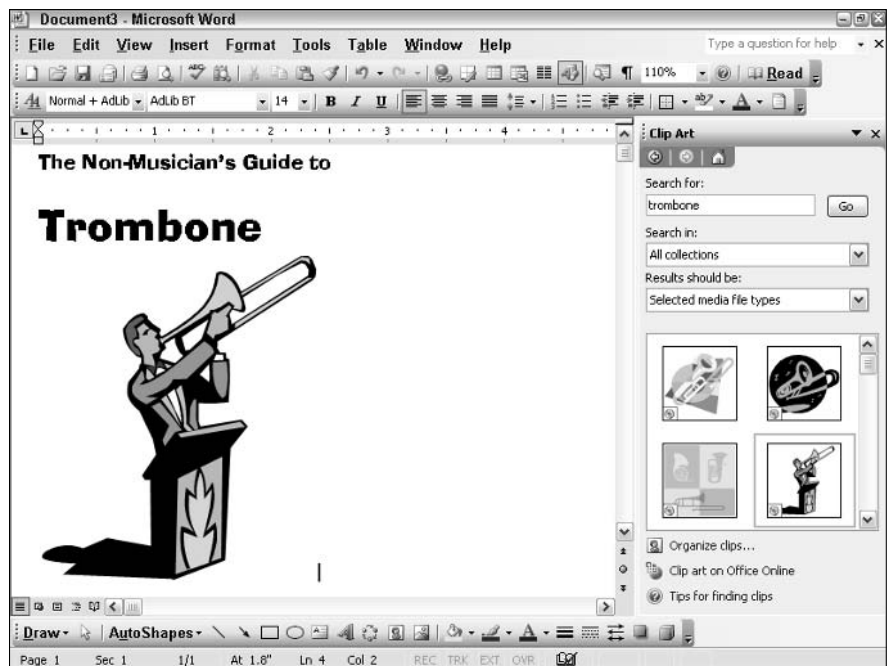 Document3 - Microsoft Word
File Edit View Insert Format Tools Table Window Help Type a question for help
110% Read
Normal + AdLib AdLib BT 14 B I U
1 2 3 4
Clip Art
The Non-Musician's Guide to
Trombone
Search for:
trombone Go
Search in:
All collections
Results should be:
Selected media file types
Organize clips...
Clip art on Office Online
Tips for finding clips
Draw AutoShapes
Page 1 Sec 1 1/1 At 1.8" Ln 4 Col 2 REC TRK EXT OVR